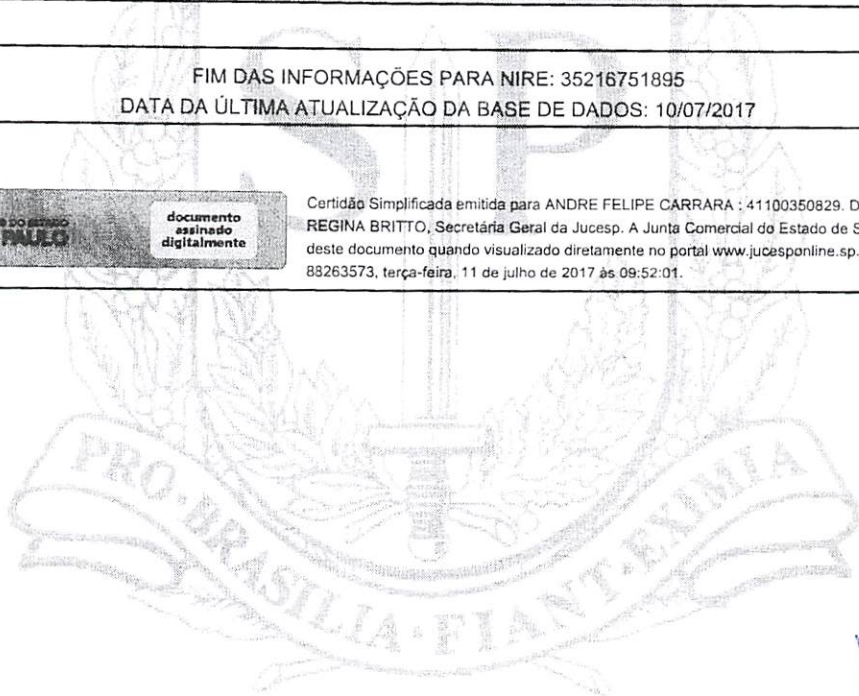 FIM DAS INFORMAÇÕES PARA NIRE: 35216751895
DATA DA ÚLTIMA ATUALIZAÇÃO DA BASE DE DADOS: 10/07/2017
DO ESTADO
PAULO
documento
assinado
digitalmente
Certidão Simplificada emitida para ANDRE FELIPE CARRARA : 41100350829. D
REGINA BRITTO, Secretária Geral da Jucesp. A Junta Comercial do Estado de S
deste documento quando visualizado diretamente no portal www.jucesponline.sp.
88263573, terça-feira, 11 de julho de 2017 às 09:52:01.
SP
PRO·BRASILIA·FIANT·EXIMIA